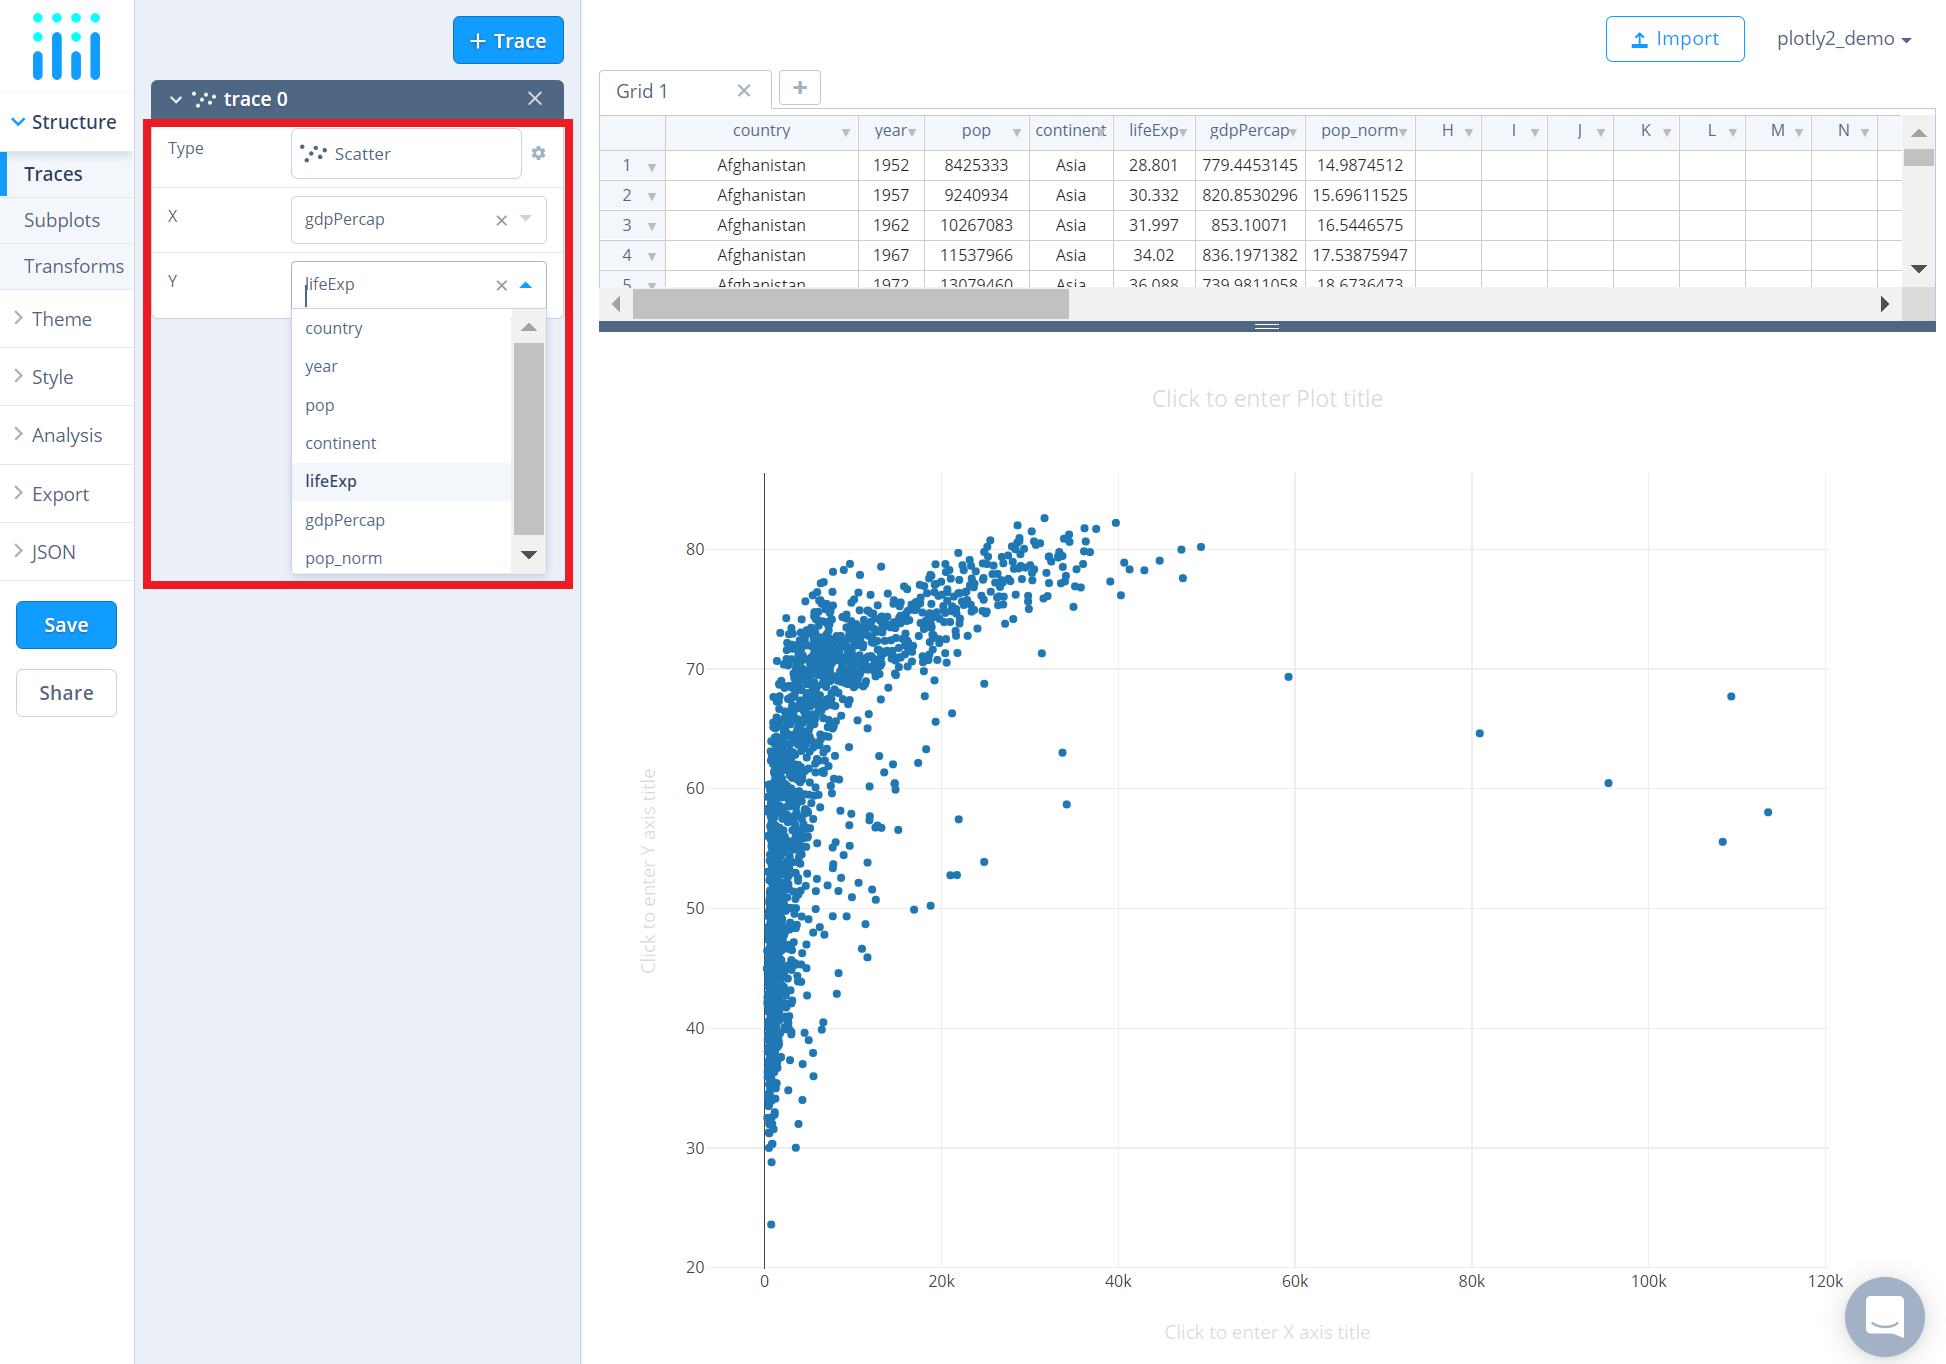 + Trace
Import
plotly2_demo
Structure
Traces
Subplots
Transforms
Theme
Style
Analysis
Export
JSON
Save
Share
trace 0
Type
Scatter
X
gdpPercap
Y
lifeExp
country
year
pop
continent
lifeExp
gdpPercap
pop_norm
Grid 1
+
country year pop continent lifeExp gdpPercap pop_norm H I J K L M N
1 Afghanistan 1952 8425333 Asia 28.801 779.4453145 14.9874512
2 Afghanistan 1957 9240934 Asia 30.332 820.8530296 15.69611525
3 Afghanistan 1962 10267083 Asia 31.997 853.10071 16.5446575
4 Afghanistan 1967 11537966 Asia 34.02 836.1971382 17.53875947
5 Afghanistan 1972 13079460 Asia 36.088 739.9811058 18.6736473
Click to enter Plot title
Click to enter Y axis title
80
70
60
50
40
30
20
0 20k 40k 60k 80k 100k 120k
Click to enter X axis title